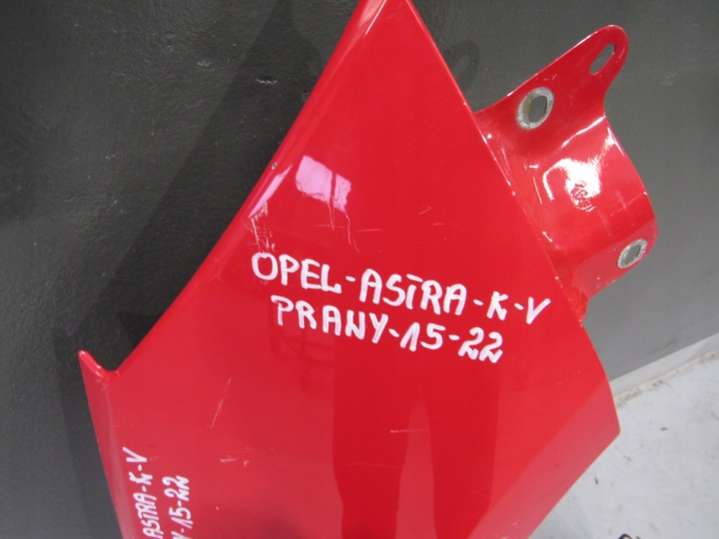 OPEL-ASTRA-K-V
PRANY-15-22
ASTRA-K-V
Y-15-22